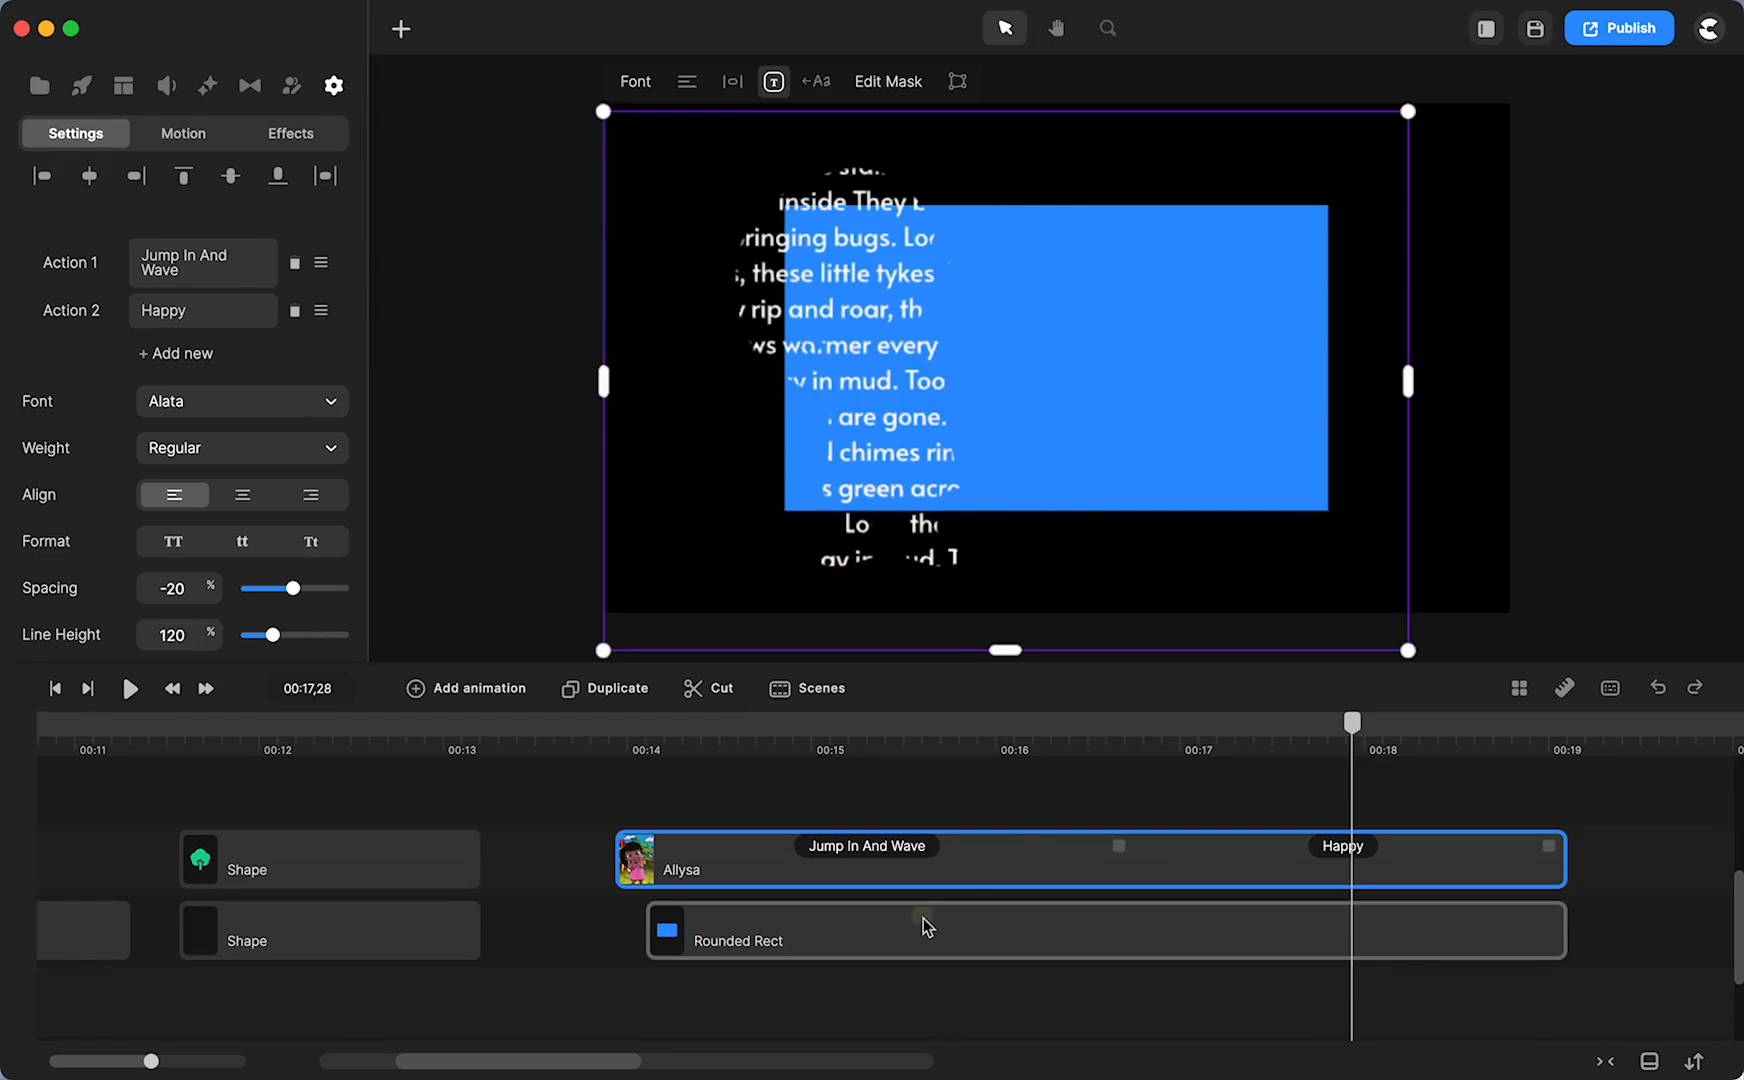 Publish
Font
Edit Mask
Aa
Settings
Motion
Effects
Action 1
Jump In And
Wave
Action 2
Happy
+ Add new
Font
Alata
Weight
Regular
Align
Format
TT
tt
Tt
Spacing
-20
%
Line Height
120
%
inside They
ringing bugs.
, these little tykes
rip and roar,
every
in mud. Too
are gone.
chimes
green
00:17,28
Add animation
Duplicate
Cut
Scenes
00:11
00:12
00:13
00:14
00:15
00:16
00:17
00:18
00:19
Shape
Jump In And Wave
Happy
Allysa
Shape
Rounded Rect